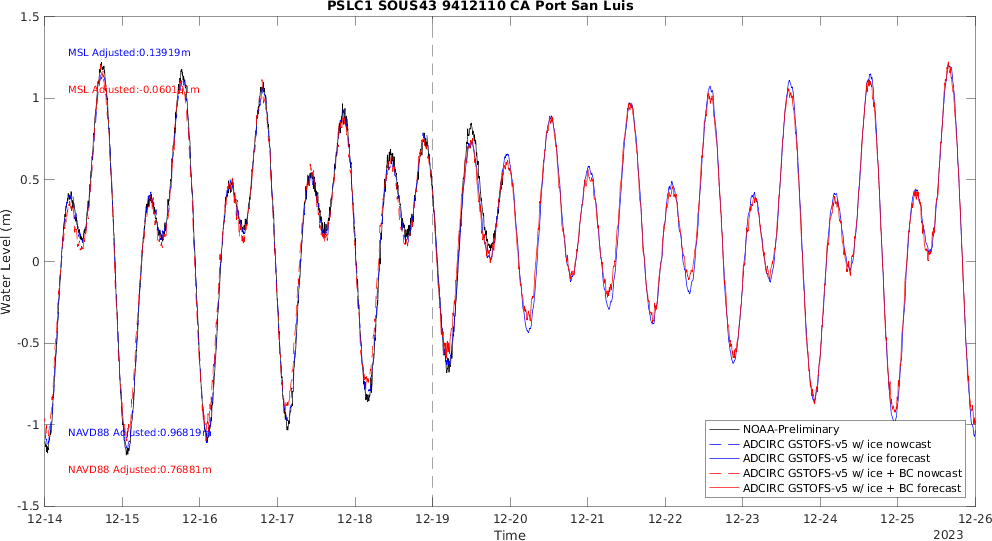 PSLC1 SOUS43 9412110 CA Port San Luis
1.5
1
0.5
0
-0.5
-1
-1.5
Water Level (m)
MSL Adjusted:0.13919m
NAVD88 Adjusted:0.96819m
NAVD88 Adjusted:0.76881m
NOAA-Preliminary
ADCIRC GSTOFS-v5 w/ ice nowcast
ADCIRC GSTOFS-v5 w/ ice forecast
ADCIRC GSTOFS-v5 w/ ice + BC nowcast
ADCIRC GSTOFS-v5 w/ ice + BC forecast
12-14 12-15 12-16 12-17 12-18 12-19 12-20 12-21 12-22 12-23 12-24 12-25 12-26
Time
2023
MSL Adjusted: